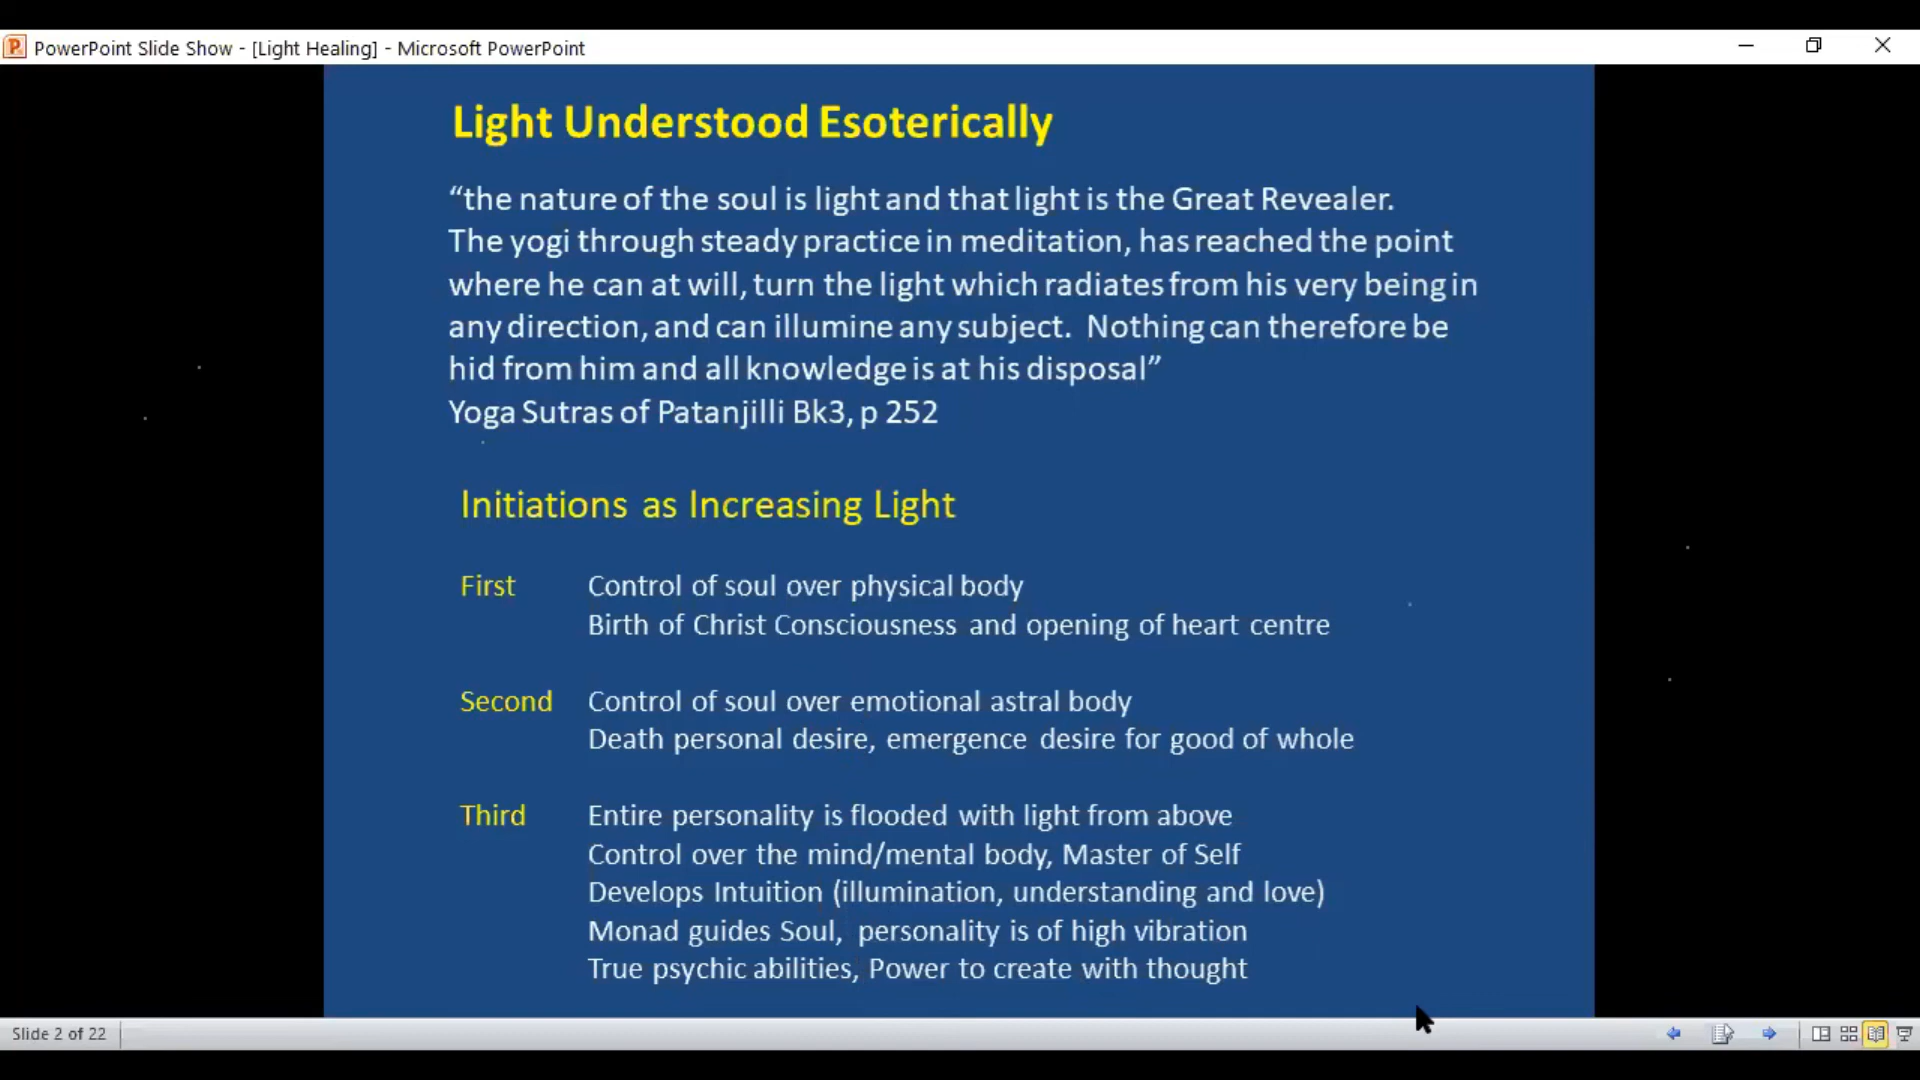 PowerPoint Slide Show - [Light Healing] - Microsoft PowerPoint
Light Understood Esoterically
“the nature of the soul is light and that light is the Great Revealer.
The yogi through steady practice in meditation, has reached the point
where he can at will, turn the light which radiates from his very being in
any direction, and can illumine any subject.  Nothing can therefore be
hid from him and all knowledge is at his disposal”
Yoga Sutras of Patanjilli Bk3, p 252
Initiations as Increasing Light
First Control of soul over physical body
Birth of Christ Consciousness and opening of heart centre
Second Control of soul over emotional astral body
Death personal desire, emergence desire for good of whole
Third Entire personality is flooded with light from above
Control over the mind/mental body, Master of Self
Develops Intuition (illumination, understanding and love)
Monad guides Soul,  personality is of high vibration
True psychic abilities, Power to create with thought
Slide 2 of 22